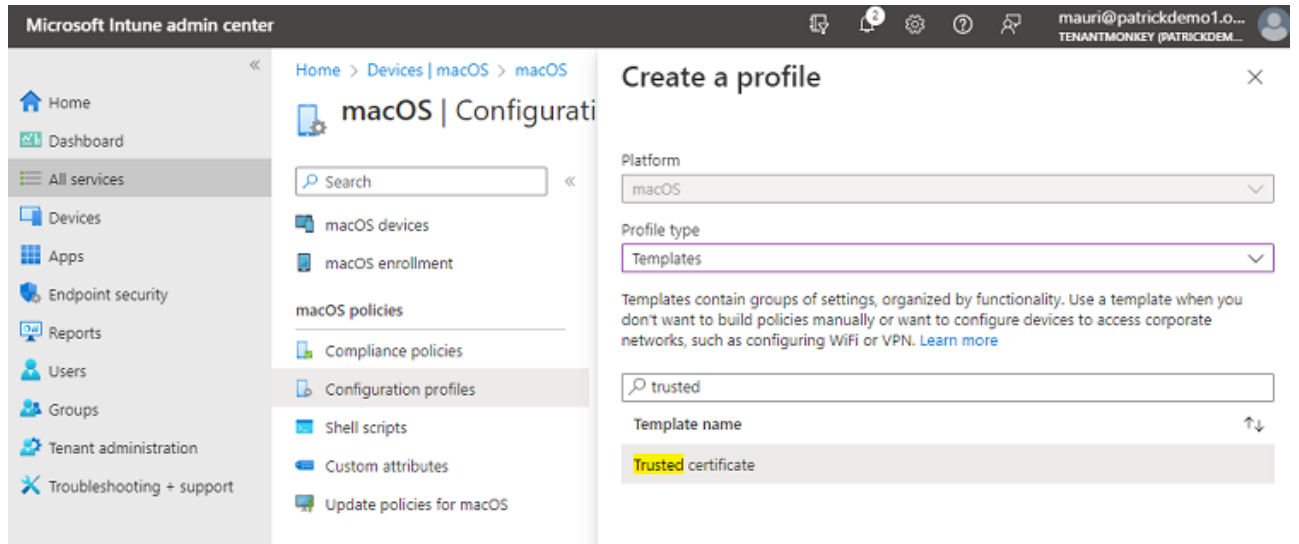 Microsoft Intune admin center
2
mauri@patrickdemo1.o...
TENANTMONKEY (PATRICKDEM...
«
Home
Dashboard
All services
Devices
Apps
Endpoint security
Reports
Users
Groups
Tenant administration
Troubleshooting + support
Home > Devices | macOS > macOS
macOS | Configurati
Search
«
macOS devices
macOS enrollment
macOS policies
Compliance policies
Configuration profiles
Shell scripts
Custom attributes
Update policies for macOS
Create a profile
Platform
macOS
Profile type
Templates
Templates contain groups of settings, organized by functionality. Use a template when you
don't want to build policies manually or want to configure devices to access corporate
networks, such as configuring WiFi or VPN. Learn more
trusted
Template name
Trusted certificate